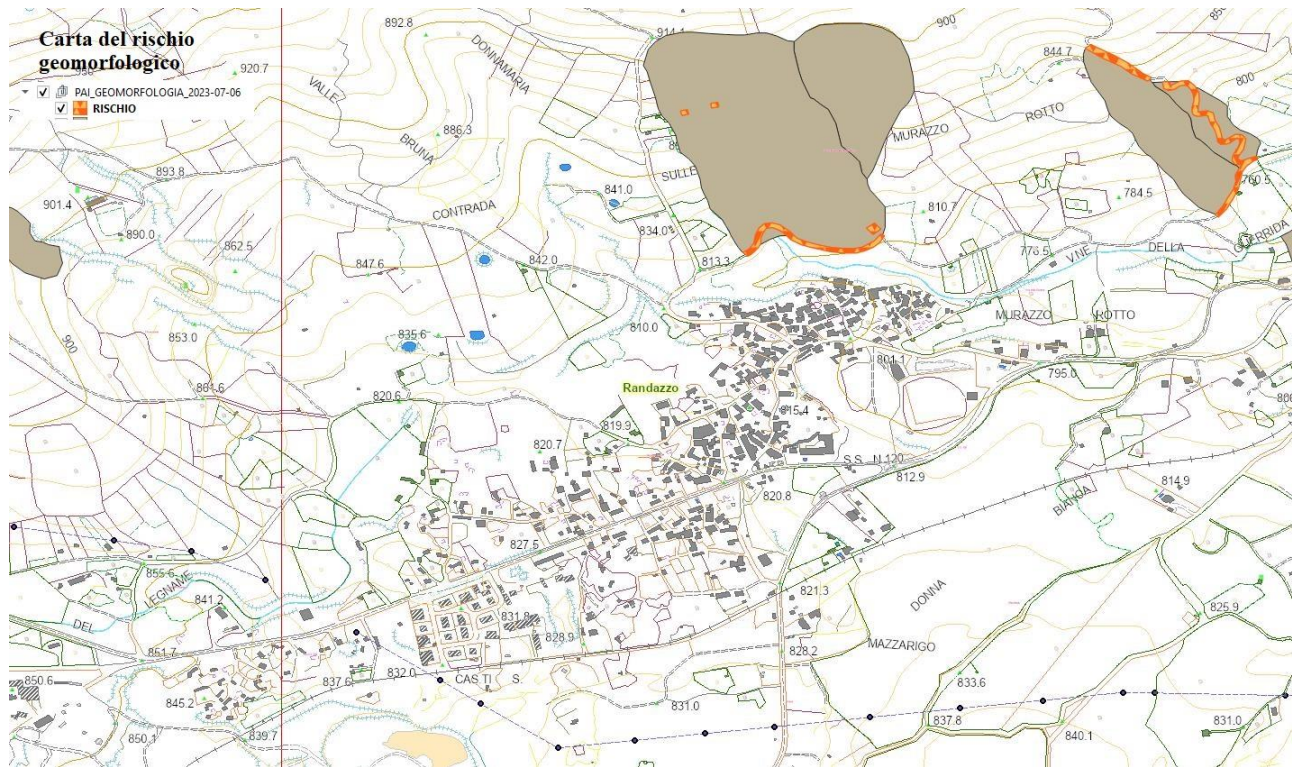 Carta del rischio
geomorfologico
PAI_GEOMORFOLOGIA_2023-07-06
RISCHIO
892.8
DONNAMARIA
900
844.7
800
920.7
VALLE
BRUNA
886.3
MURAZZO
ROTTO
893.8
901.4
SULLE
841.0
784.5
760.5
CONTRADA
834.0
810.7
890.0
862.5
847.6
842.0
813.3
776.5
V.NE
DELLA
GUERRIDA
853.0
900
835.6
810.0
MURAZZO
ROTTO
801.1
795.0
861.6
820.6
Randazzo
815.4
819.9
820.7
S.S. N.120
812.9
820.8
814.9
827.5
BIANCA
855.6
841.2
DEL
831.8
828.9
821.3
DONNA
825.9
MAZZARIGO
851.7
828.2
850.6
837.6
832.0
CAS TI S.
833.6
845.2
831.0
837.8
840.1
831.0
850.1
839.7